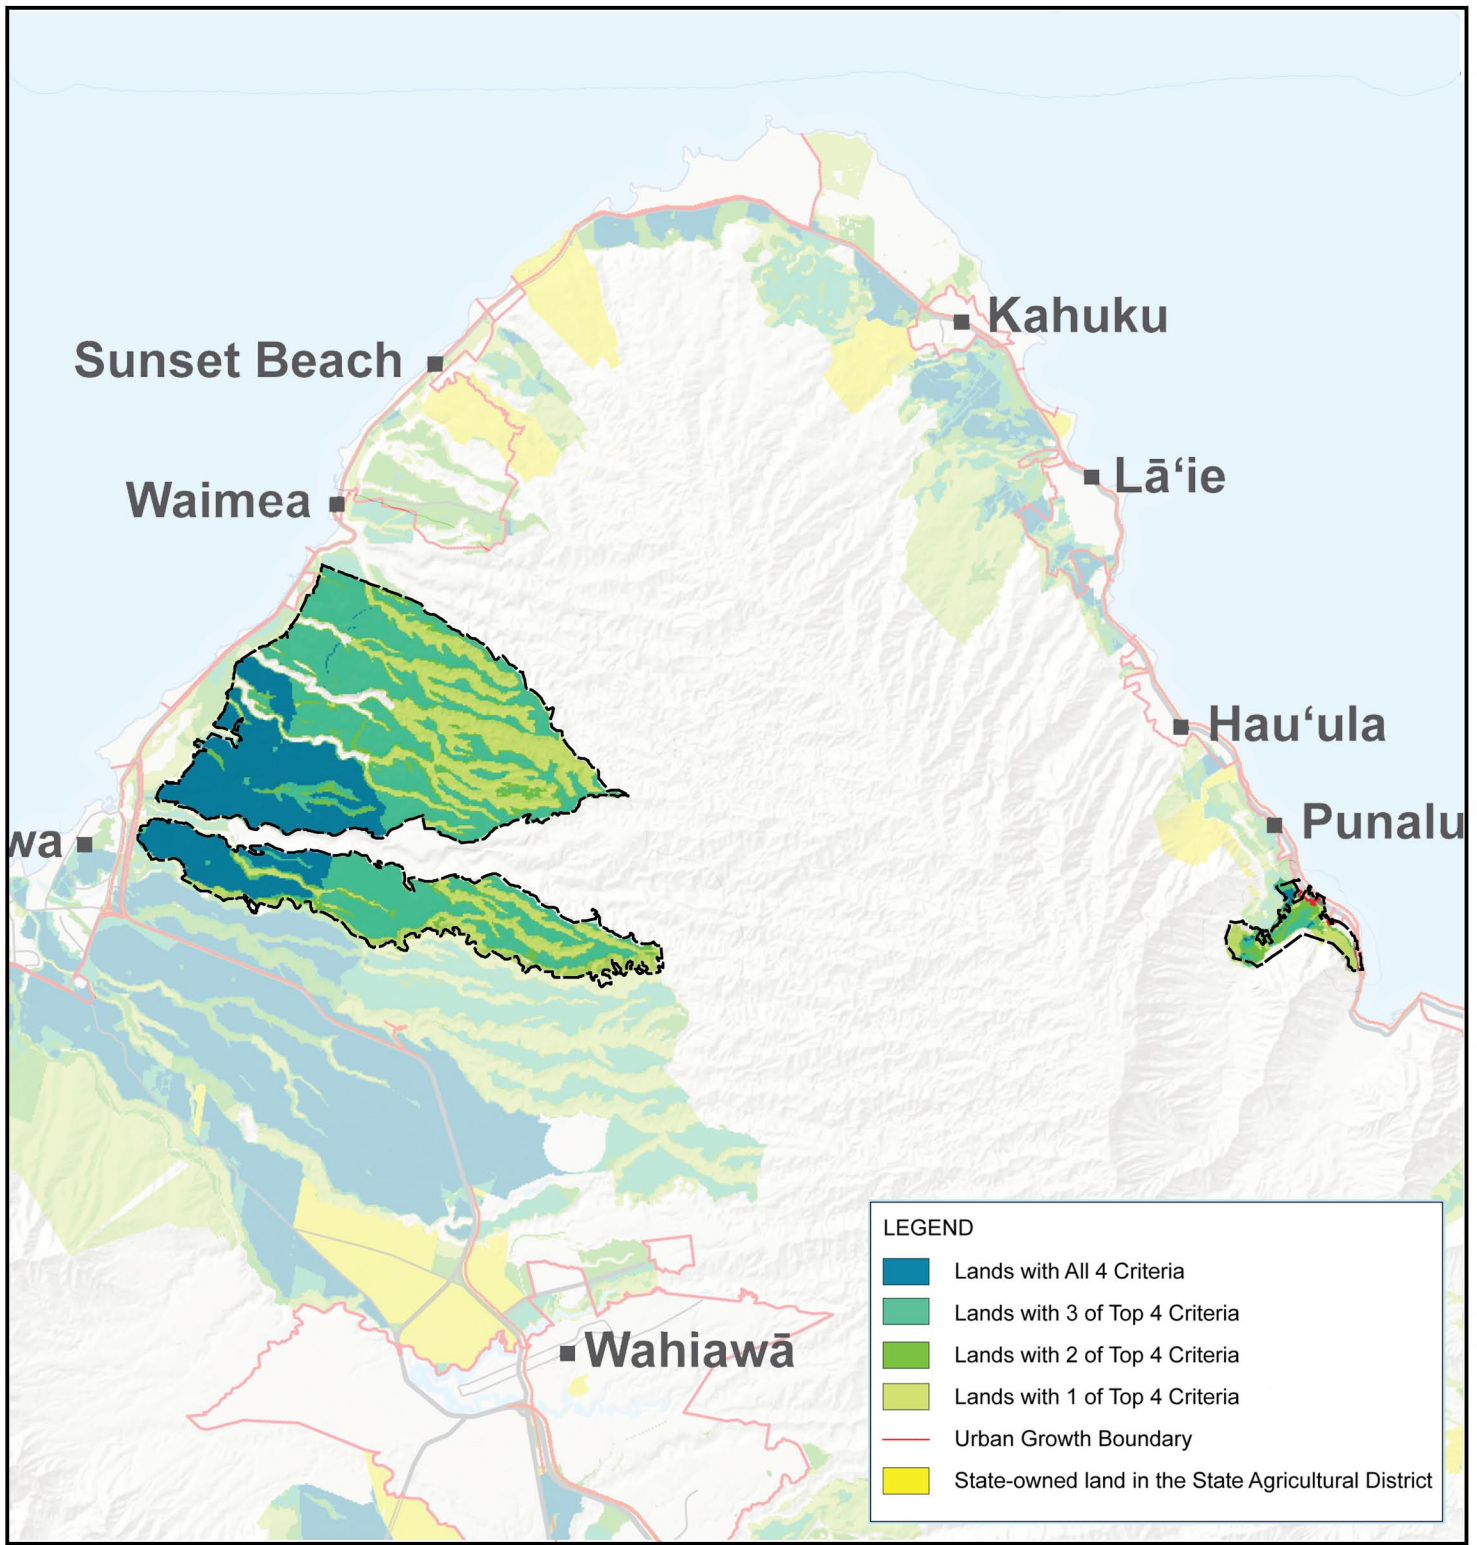 Kahuku
Sunset Beach
Lāʻie
Waimea
Hauʻula
Punalu
wa
Wahiawā
LEGEND
Lands with All 4 Criteria
Lands with 3 of Top 4 Criteria
Lands with 2 of Top 4 Criteria
Lands with 1 of Top 4 Criteria
Urban Growth Boundary
State-owned land in the State Agricultural District